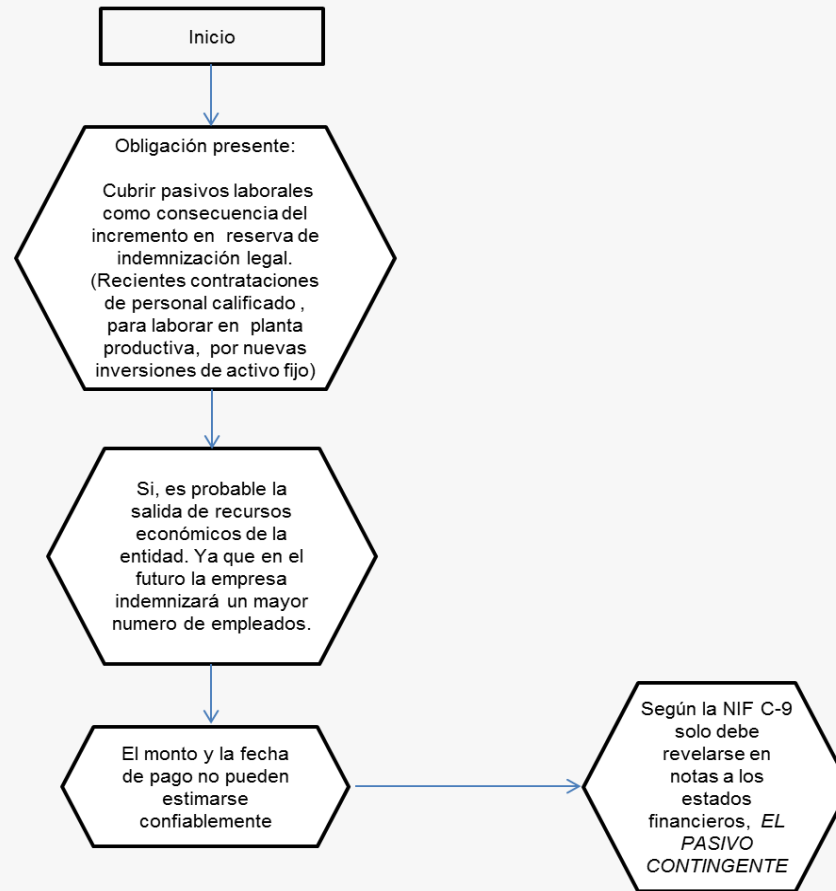 Inicio
Obligación presente:
Cubrir pasivos laborales
como consecuencia del
incremento en reserva de
indemnización legal.
(Recientes contrataciones
de personal calificado ,
para laborar en planta
productiva, por nuevas
inversiones de activo fijo)
Si, es probable la
salida de recursos
económicos de la
entidad. Ya que en el
futuro la empresa
indemnizará un mayor
numero de empleados.
El monto y la fecha
de pago no pueden
estimarse
confiablemente
Según la NIF C-9
solo debe
revelarse en
notas a los
estados
financieros, EL
PASIVO
CONTINGENTE